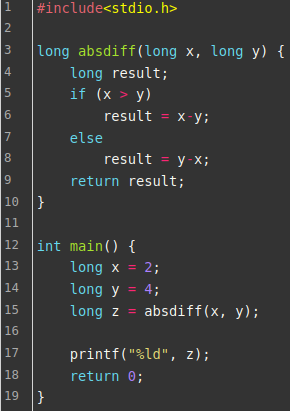 1 #include<stdio.h>
2
3 long absdiff(long x, long y) {
4     long result;
5     if (x > y)
6         result = x-y;
7     else
8         result = y-x;
9     return result;
10 }
11
12 int main() {
13     long x = 2;
14     long y = 4;
15     long z = absdiff(x, y);
16
17     printf("%ld", z);
18     return 0;
19 }